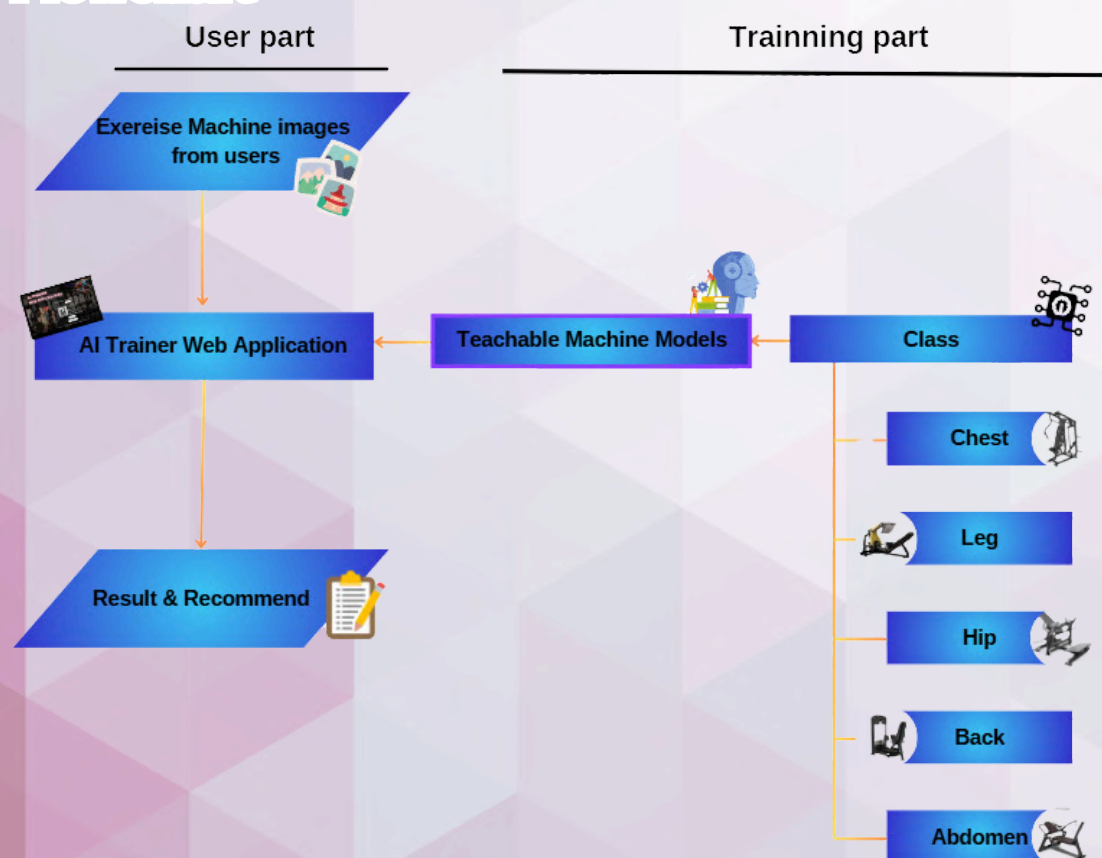 User part
Trainning part
Exereise Machine images
from users
AI Trainer Web Application
Teachable Machine Models
Class
Chest
Leg
Hip
Result & Recommend
Back
Abdomen